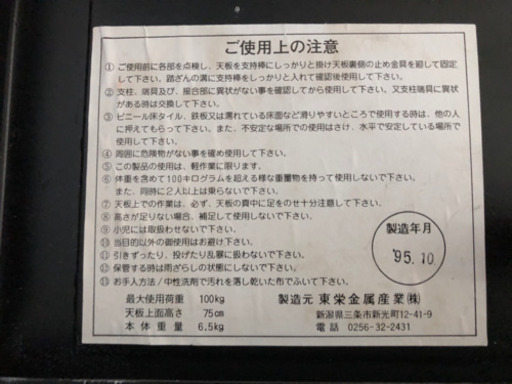 ご使用上の注意
① ご使用前に各部を点検し、天板を支持棒にしっかりと掛け天板裏側の止め金具を廻して固定
して下さい。踏ざんの溝に支持棒をしっかりと入れて確認後使用して下さい。
② 支柱、端具及び、接合部に異状がない事を確認してから使用して下さい。又支柱端具に異状
がある時は交換して下さい。
③ ビニール床タイル、鉄板又は濡れている床面など滑りやすいところで使用する時は、他の人
に押えてもらって下さい。また、不安定な場所での使用はさけ、水平で安定している場所で
使用して下さい。
④ 周囲に危険物がない事を確め使用して下さい。
⑤ この製品の使用は、軽作業に限ります。
⑥ 体重を含めて100キログラムを超える様な重量物を持って使用しないで下さい。
また、同時に2人以上は乗らないで下さい。
⑦ 天板上での作業は、必ず、天板の真中に足をのせ十分注意して下さい。
⑧ 高さが足りない場合、補足して使用しないで下さい。
⑨ 小児には取扱わせないで下さい。
⑩ 当目的以外の御使用はお避け下さい。
⑪ 引きずったり、投げたり乱暴に扱わないで下さい。
⑫ 保管する時は雨ざらしの状態にしないで下さい。
⑬ お手入方法/中性洗剤で汚れを落し乾いた布でふいて下さい。
製造年月
'95.10.
最大使用荷重 100kg
天板上面高さ 75cm
本体重量 6.5kg
製造元 東栄金属産業㈱
新潟県三条市新光町12-41-9
電話 0256-32-2431